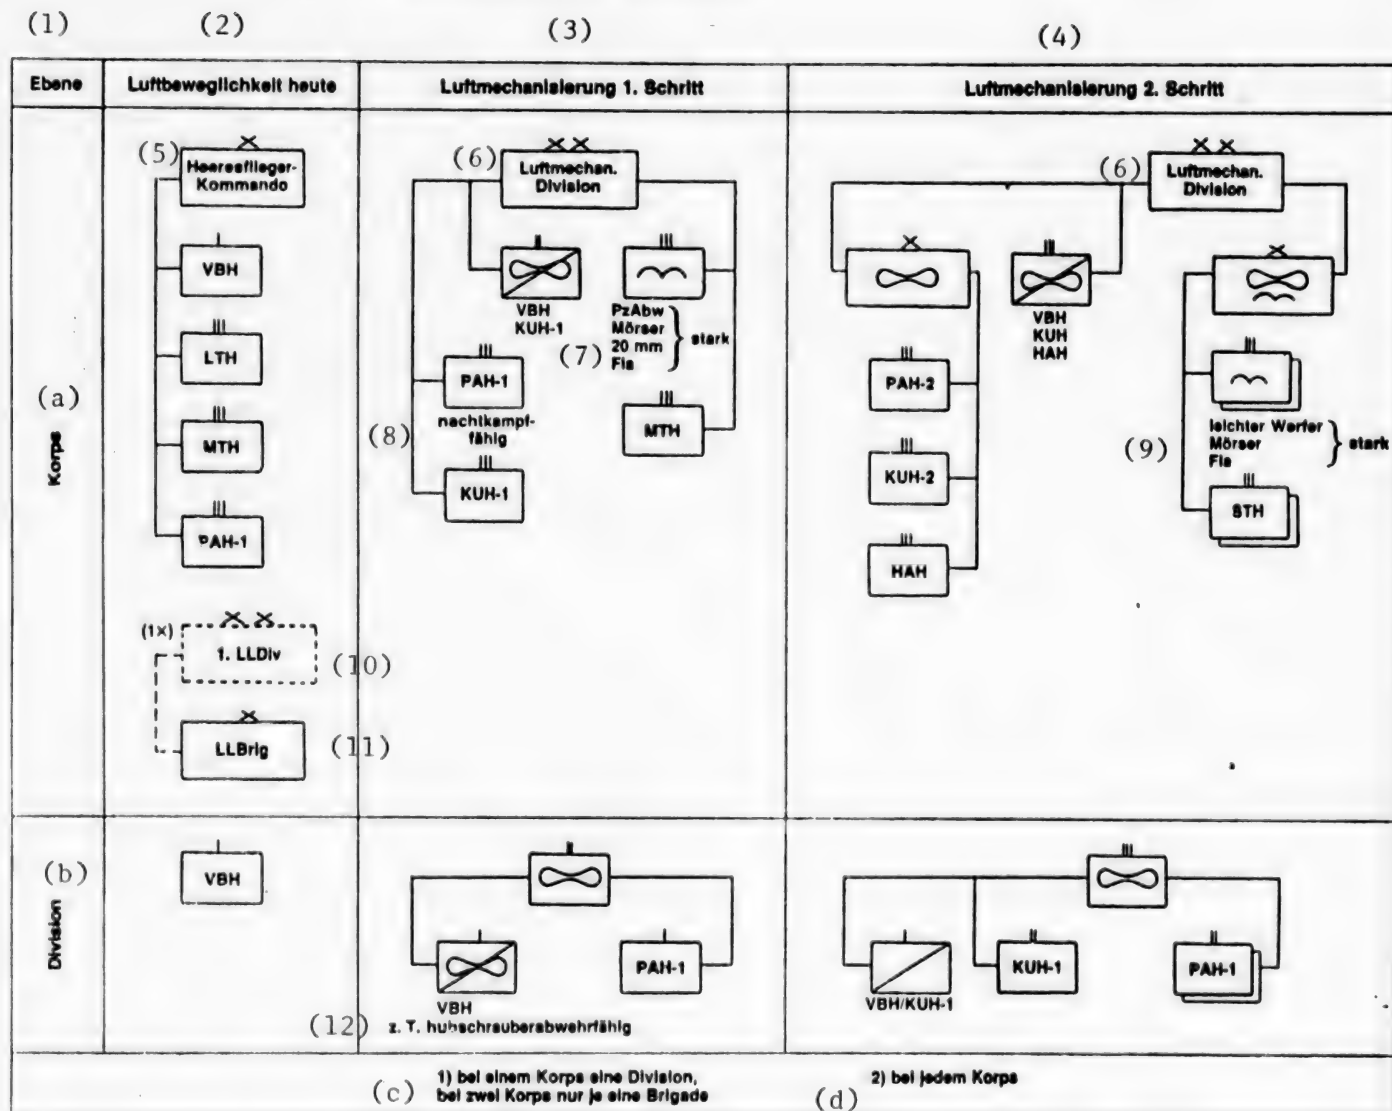 (1)
(2)
(3)
(4)
Ebene
Luftbeweglichkeit heute
Luftmechanisierung 1. Schritt
Luftmechanisierung 2. Schritt
(a)
Korps
(5)
Heeresflieger-
Kommando
VBH
LTH
MTH
PAH-1
(1×)
1. LLDiv
(10)
LLBrig
(11)
(6)
Luftmechan.
Division
VBH
KUH-1
(7)
PzAbw
Mörser
20 mm
Fla
stark
PAH-1
nachtkampf-
fähig
(8)
KUH-1
MTH
(6)
Luftmechan.
Division
VBH
KUH
HAH
PAH-2
KUH-2
HAH
(9)
leichter Werfer
Mörser
Fla
stark
STH
(b)
Division
VBH
VBH
(12)
z. T. hubschrauberabwehrfähig
PAH-1
VBH/KUH-1
KUH-1
PAH-1
(c)
1) bei einem Korps eine Division,
bei zwei Korps nur je eine Brigade
(d)
2) bei jedem Korps